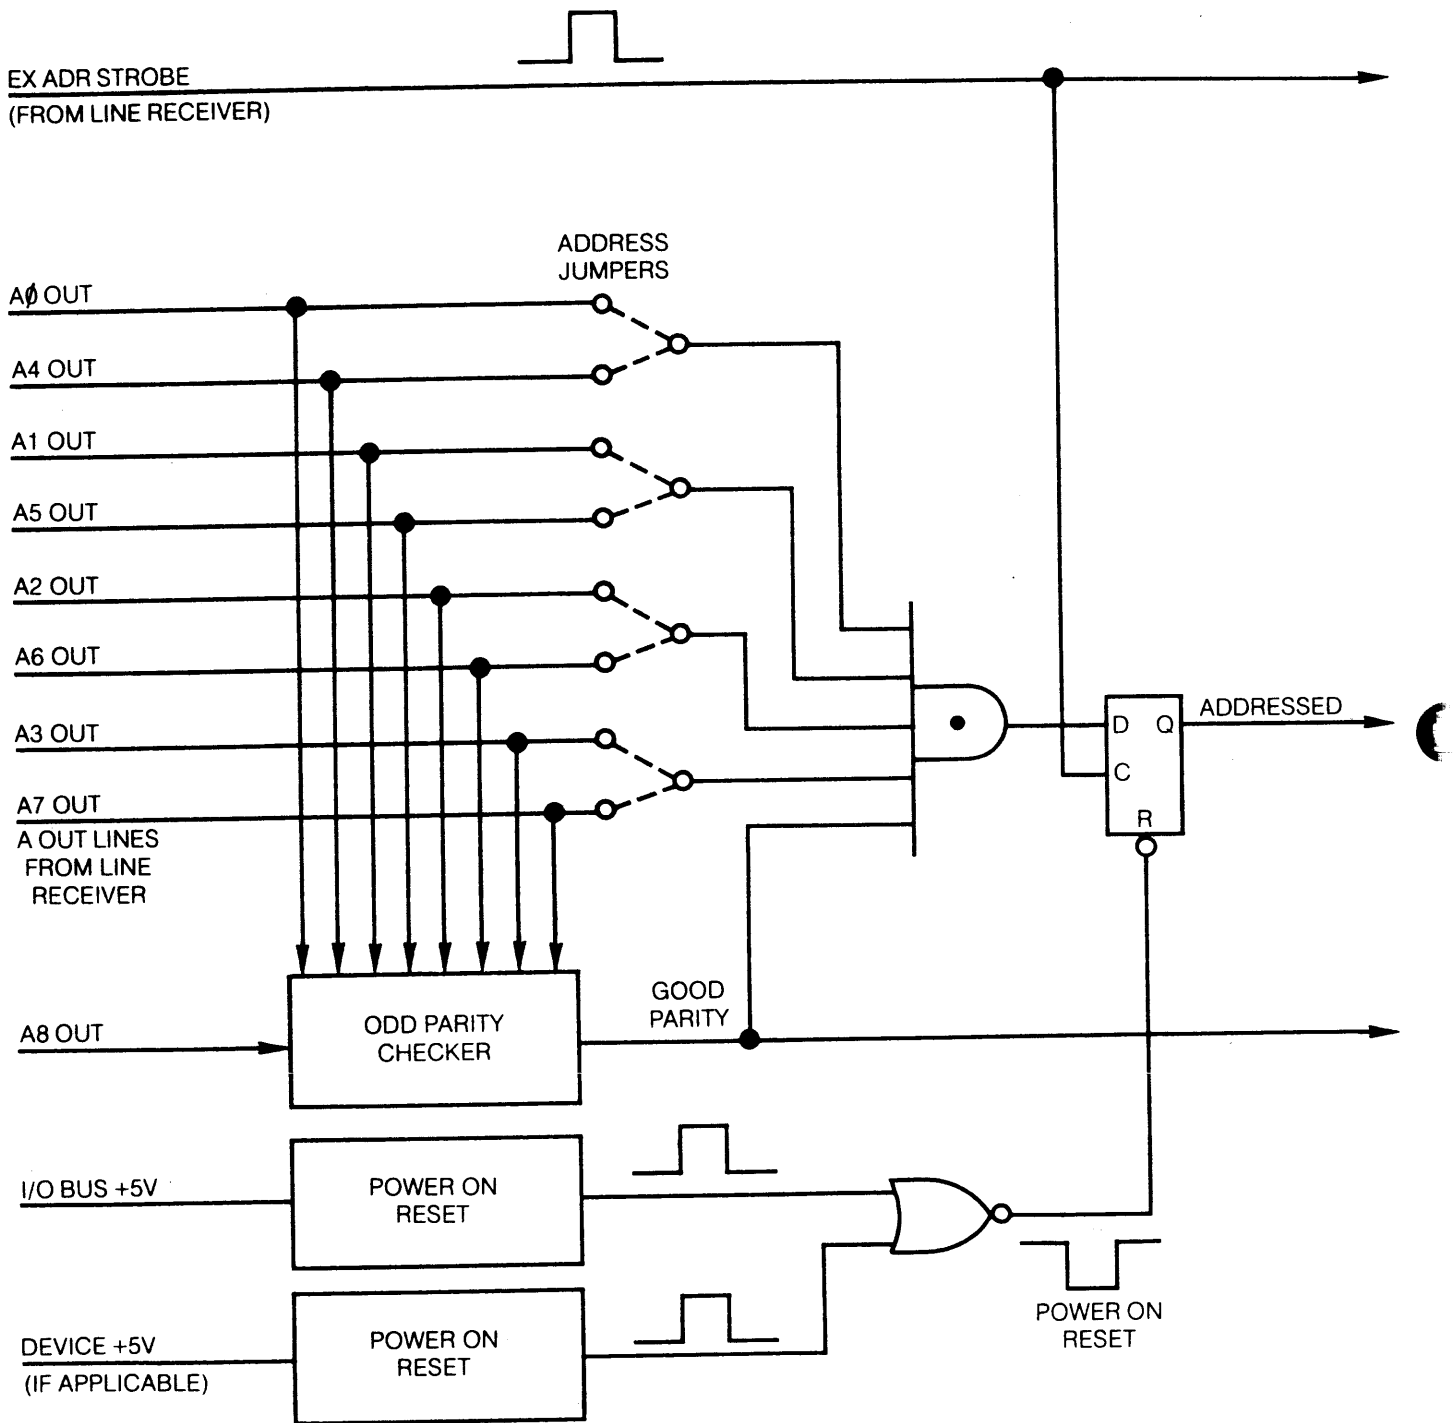 EX ADR STROBE
(FROM LINE RECEIVER)
ADDRESS
JUMPERS
AØ OUT
A4 OUT
A1 OUT
A5 OUT
A2 OUT
A6 OUT
A3 OUT
A7 OUT
A OUT LINES
FROM LINE
RECEIVER
D Q
C
R
ADDRESSED
GOOD
PARITY
A8 OUT
ODD PARITY
CHECKER
I/O BUS +5V
POWER ON
RESET
DEVICE +5V
(IF APPLICABLE)
POWER ON
RESET
POWER ON
RESET